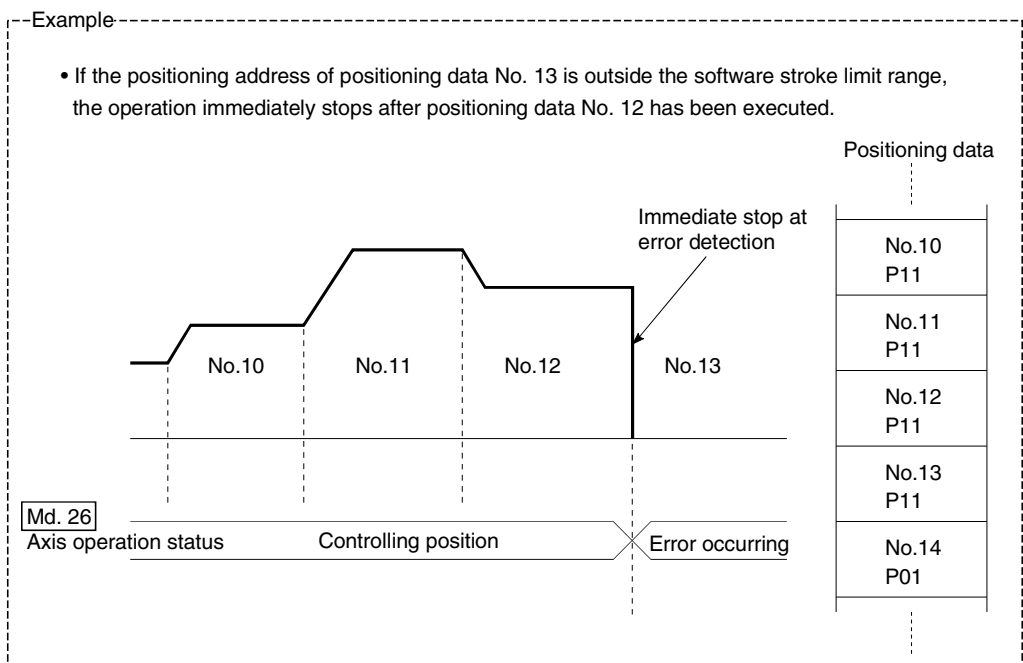 Example
• If the positioning address of positioning data No. 13 is outside the software stroke limit range,
the operation immediately stops after positioning data No. 12 has been executed.
Positioning data
Immediate stop at
error detection
No.10
P11
No.11
P11
No.12
P11
No.13
P11
No.14
P01
No.10
No.11
No.12
No.13
Md. 26
Axis operation status
Controlling position
Error occurring